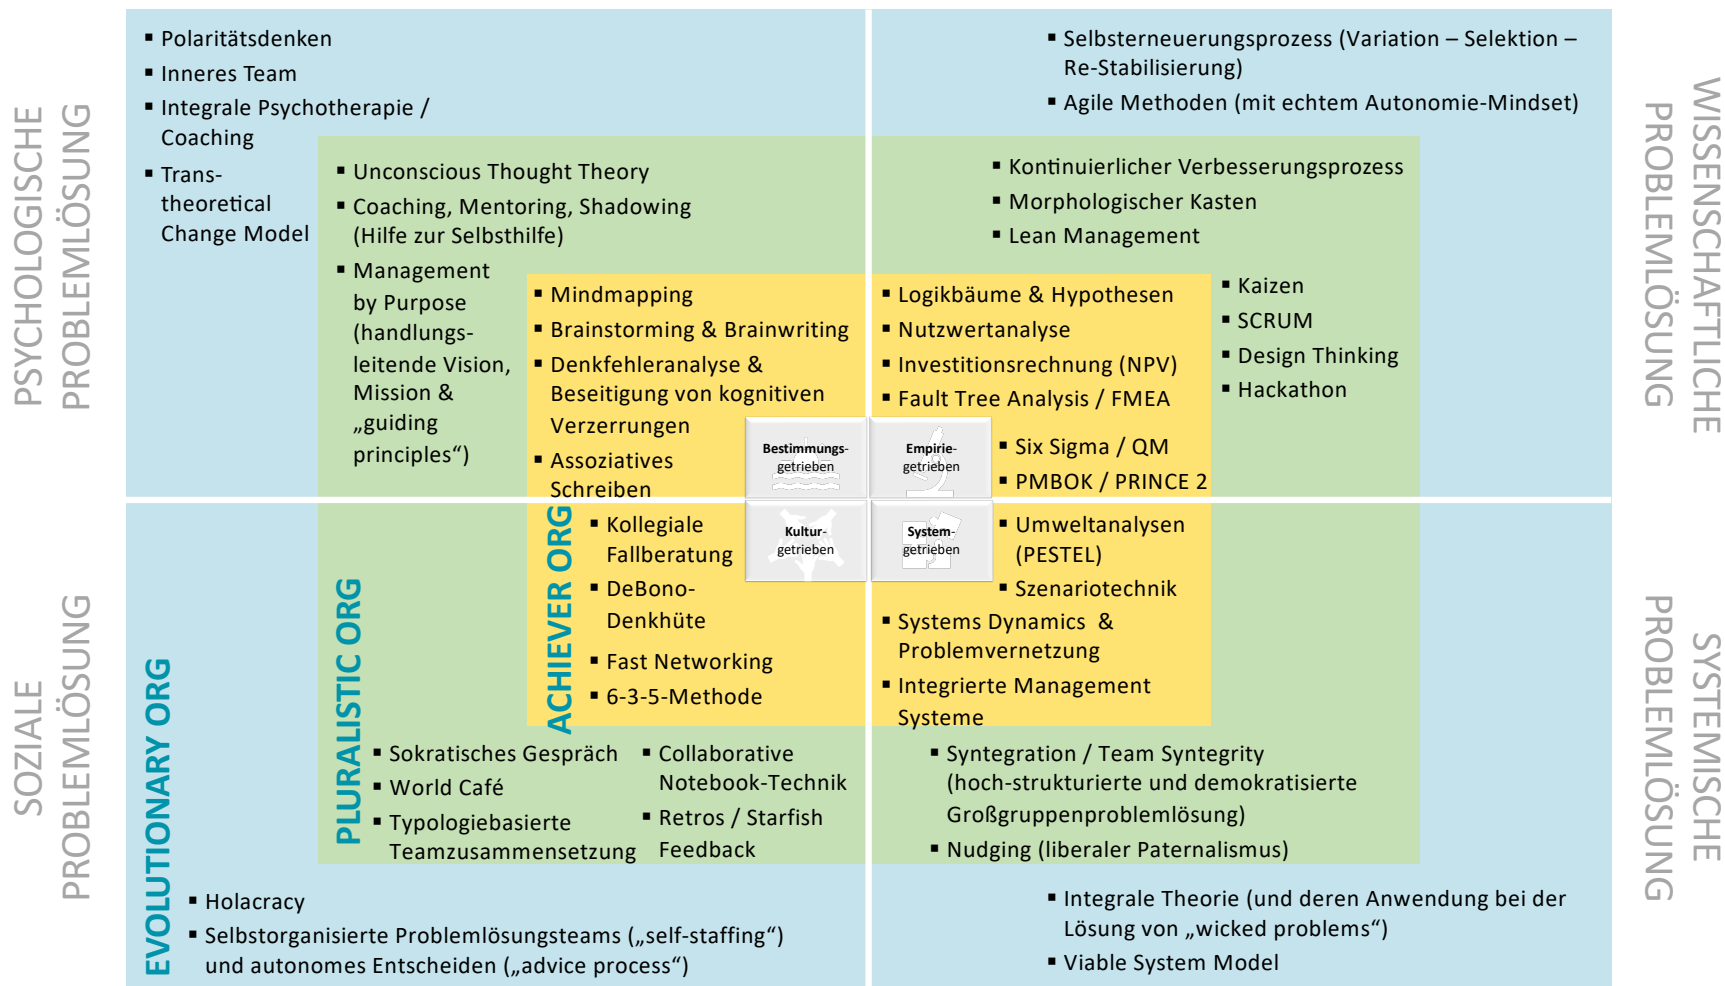 PSYCHOLOGISCHE
PROBLEMLÖSUNG
▪ Polaritätsdenken
▪ Inneres Team
▪ Integrale Psychotherapie /
Coaching
▪ Trans-
theoretical
Change Model
▪ Unconscious Thought Theory
▪ Coaching, Mentoring, Shadowing
(Hilfe zur Selbsthilfe)
▪ Management
by Purpose
(handlungs-
leitende Vision,
Mission &
„guiding
principles“)
▪ Mindmapping
▪ Brainstorming & Brainwriting
▪ Denkfehleranalyse &
Beseitigung von kognitiven
Verzerrungen
▪ Assoziatives
Schreiben
Bestimmungs-
getrieben
WISSENSCHAFTLICHE
PROBLEMLÖSUNG
▪ Selbsterneuerungsprozess (Variation – Selektion –
Re-Stabilisierung)
▪ Agile Methoden (mit echtem Autonomie-Mindset)
▪ Kontinuierlicher Verbesserungsprozess
▪ Morphologischer Kasten
▪ Lean Management
▪ Kaizen
▪ SCRUM
▪ Design Thinking
▪ Hackathon
▪ Logikbäume & Hypothesen
▪ Nutzwertanalyse
▪ Investitionsrechnung (NPV)
▪ Fault Tree Analysis / FMEA
▪ Six Sigma / QM
▪ PMBOK / PRINCE 2
Empirie-
getrieben
SOZIALE
PROBLEMLÖSUNG
EVOLUTIONARY ORG
PLURALISTIC ORG
ACHIEVER ORG
▪ Kollegiale
Fallberatung
▪ DeBono-
Denkhüte
▪ Fast Networking
▪ 6-3-5-Methode
Kultur-
getrieben
▪ Sokratisches Gespräch
▪ World Café
▪ Typologiebasierte
Teamzusammensetzung
▪ Collaborative
Notebook-Technik
▪ Retros / Starfish
Feedback
▪ Holacracy
▪ Selbstorganisierte Problemlösungsteams („self-staffing“)
und autonomes Entscheiden („advice process“)
SYSTEMISCHE
PROBLEMLÖSUNG
System-
getrieben
▪ Umweltanalysen
(PESTEL)
▪ Szenariotechnik
▪ Systems Dynamics &
Problemvernetzung
▪ Integrierte Management
Systeme
▪ Syntegration / Team Syntegrity
(hoch-strukturierte und demokratisierte
Großgruppenproblemlösung)
▪ Nudging (liberaler Paternalismus)
▪ Integrale Theorie (und deren Anwendung bei der
Lösung von „wicked problems“)
▪ Viable System Model